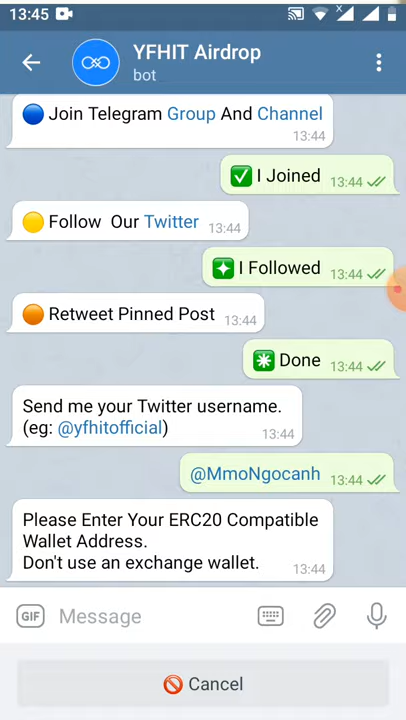 13:45
YFHIT Airdrop
bot
Join Telegram Group And Channel
13:44
I Joined 13:44
Follow Our Twitter 13:44
I Followed 13:44
Retweet Pinned Post 13:44
Done 13:44
Send me your Twitter username.
(eg: @yfhitofficial) 13:44
@MmoNgocanh 13:44
Please Enter Your ERC20 Compatible
Wallet Address.
Don't use an exchange wallet. 13:44
GIF Message
Cancel